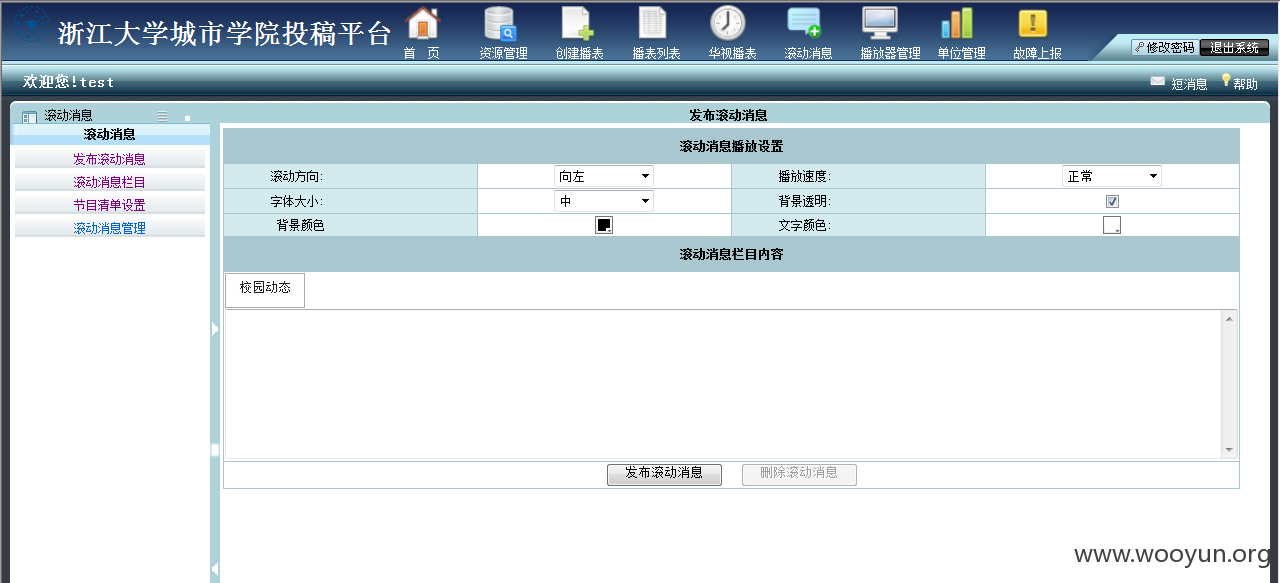 浙江大学城市学院投稿平台
首 页 资源管理 创建播表 播表列表 华视播表 滚动消息 播放器管理 单位管理 故障上报
修改密码 退出系统
欢迎您!test
短消息 帮助
滚动消息
滚动消息
发布滚动消息
滚动消息栏目
节目清单设置
滚动消息管理
发布滚动消息
滚动消息播放设置
滚动方向: 向左 播放速度: 正常
字体大小: 中 背景透明:
背景颜色 文字颜色:
滚动消息栏目内容
校园动态
发布滚动消息 删除滚动消息
www.wooyun.org